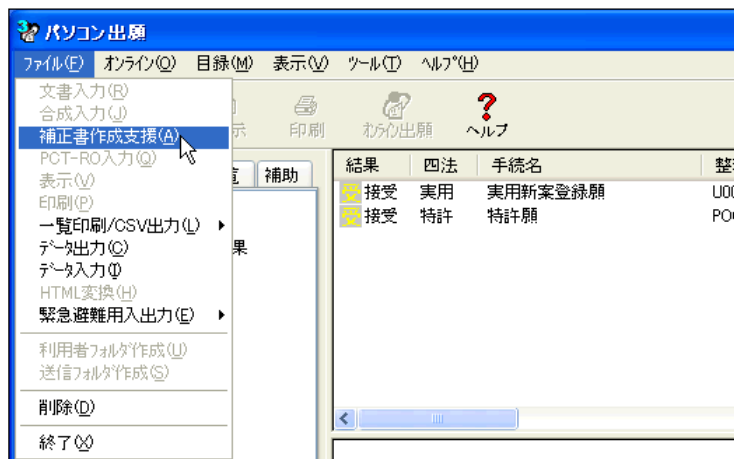 パソコン出願
ファイル(F) オンライン(O) 目録(M) 表示(V) ツール(T) ヘルプ(H)
文書入力(R)
合成入力(J)
補正書作成支援(A)
PCT-RO入力(Q)
表示(V)
印刷(P)
一覧印刷/CSV出力(L)
データ出力(C)
データ入力(I)
HTML変換(H)
緊急避難用入出力(E)
利用者フォルダ作成(U)
送信フォルダ作成(S)
削除(D)
終了(X)
示 印刷 オンライン出願 ヘルプ
補助
果
結果 四法 手続名 整
受 接受 実用 実用新案登録願 U00
受 接受 特許 特許願